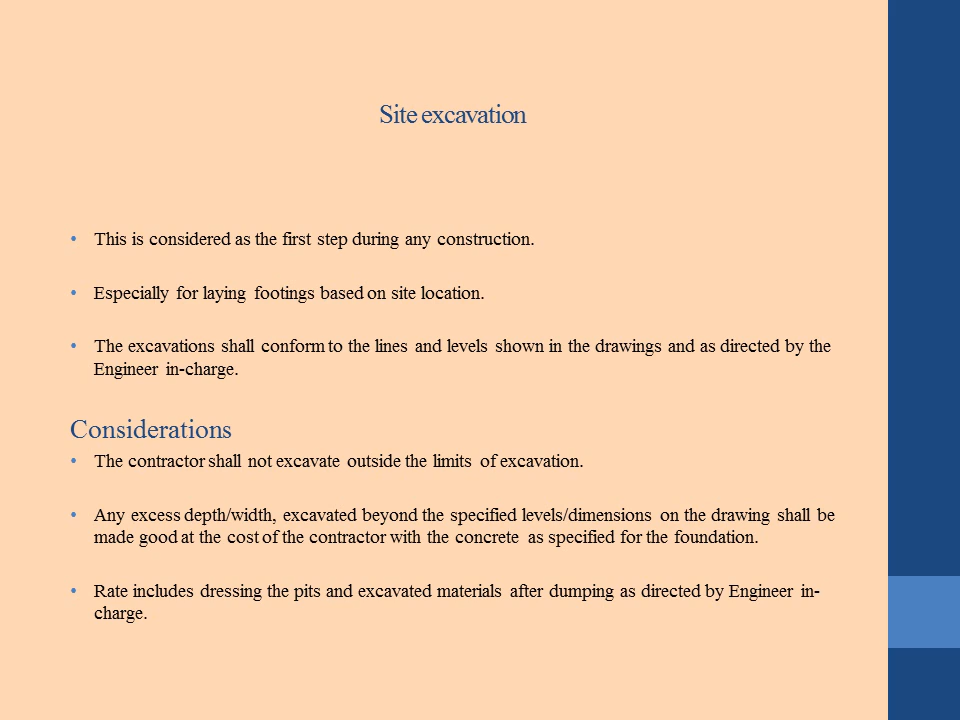 Site excavation
• This is considered as the first step during any construction.
• Especially for laying footings based on site location.
• The excavations shall conform to the lines and levels shown in the drawings and as directed by the
Engineer in-charge.
Considerations
• The contractor shall not excavate outside the limits of excavation.
• Any excess depth/width, excavated beyond the specified levels/dimensions on the drawing shall be
made good at the cost of the contractor with the concrete as specified for the foundation.
• Rate includes dressing the pits and excavated materials after dumping as directed by Engineer in-
charge.